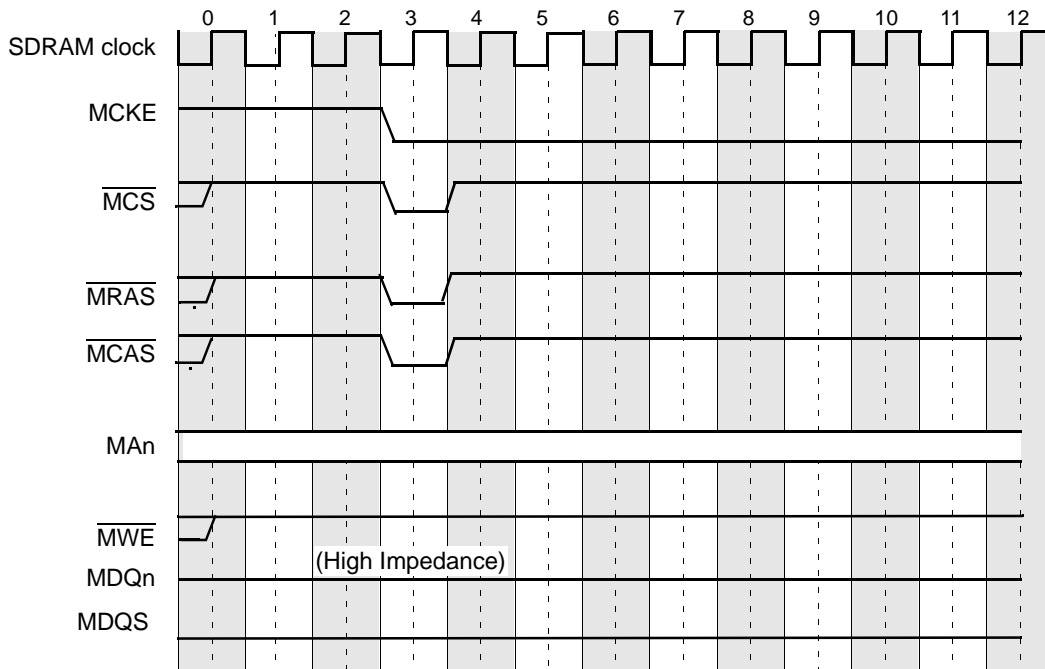 0 1 2 3 4 5 6 7 8 9 10 11 12
SDRAM clock
MCKE
MCS
MRAS
MCAS
MAn
MWE
(High Impedance)
MDQn
MDQS